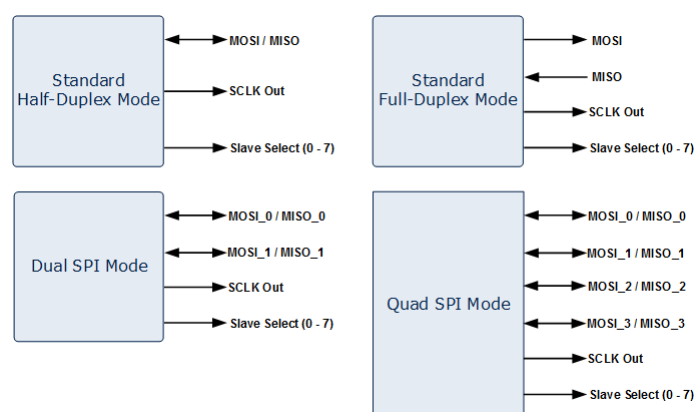 Standard
Half-Duplex Mode
MOSI / MISO
SCLK Out
Slave Select (0 - 7)
Standard
Full-Duplex Mode
MOSI
MISO
SCLK Out
Slave Select (0 - 7)
Dual SPI Mode
MOSI_0 / MISO_0
MOSI_1 / MISO_1
SCLK Out
Slave Select (0 - 7)
Quad SPI Mode
MOSI_0 / MISO_0
MOSI_1 / MISO_1
MOSI_2 / MISO_2
MOSI_3 / MISO_3
SCLK Out
Slave Select (0 - 7)